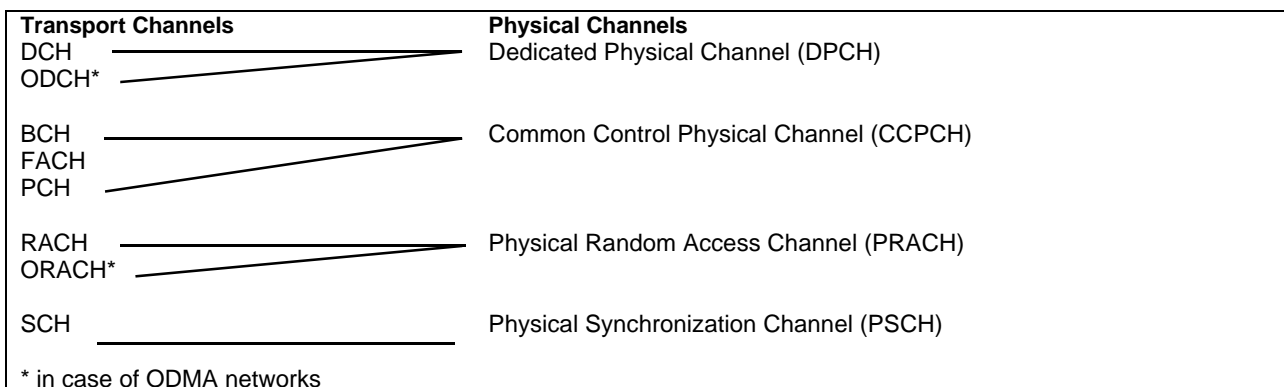 Transport Channels Physical Channels
DCH Dedicated Physical Channel (DPCH)
ODCH*
BCH Common Control Physical Channel (CCPCH)
FACH
PCH
RACH Physical Random Access Channel (PRACH)
ORACH*
SCH Physical Synchronization Channel (PSCH)
* in case of ODMA networks